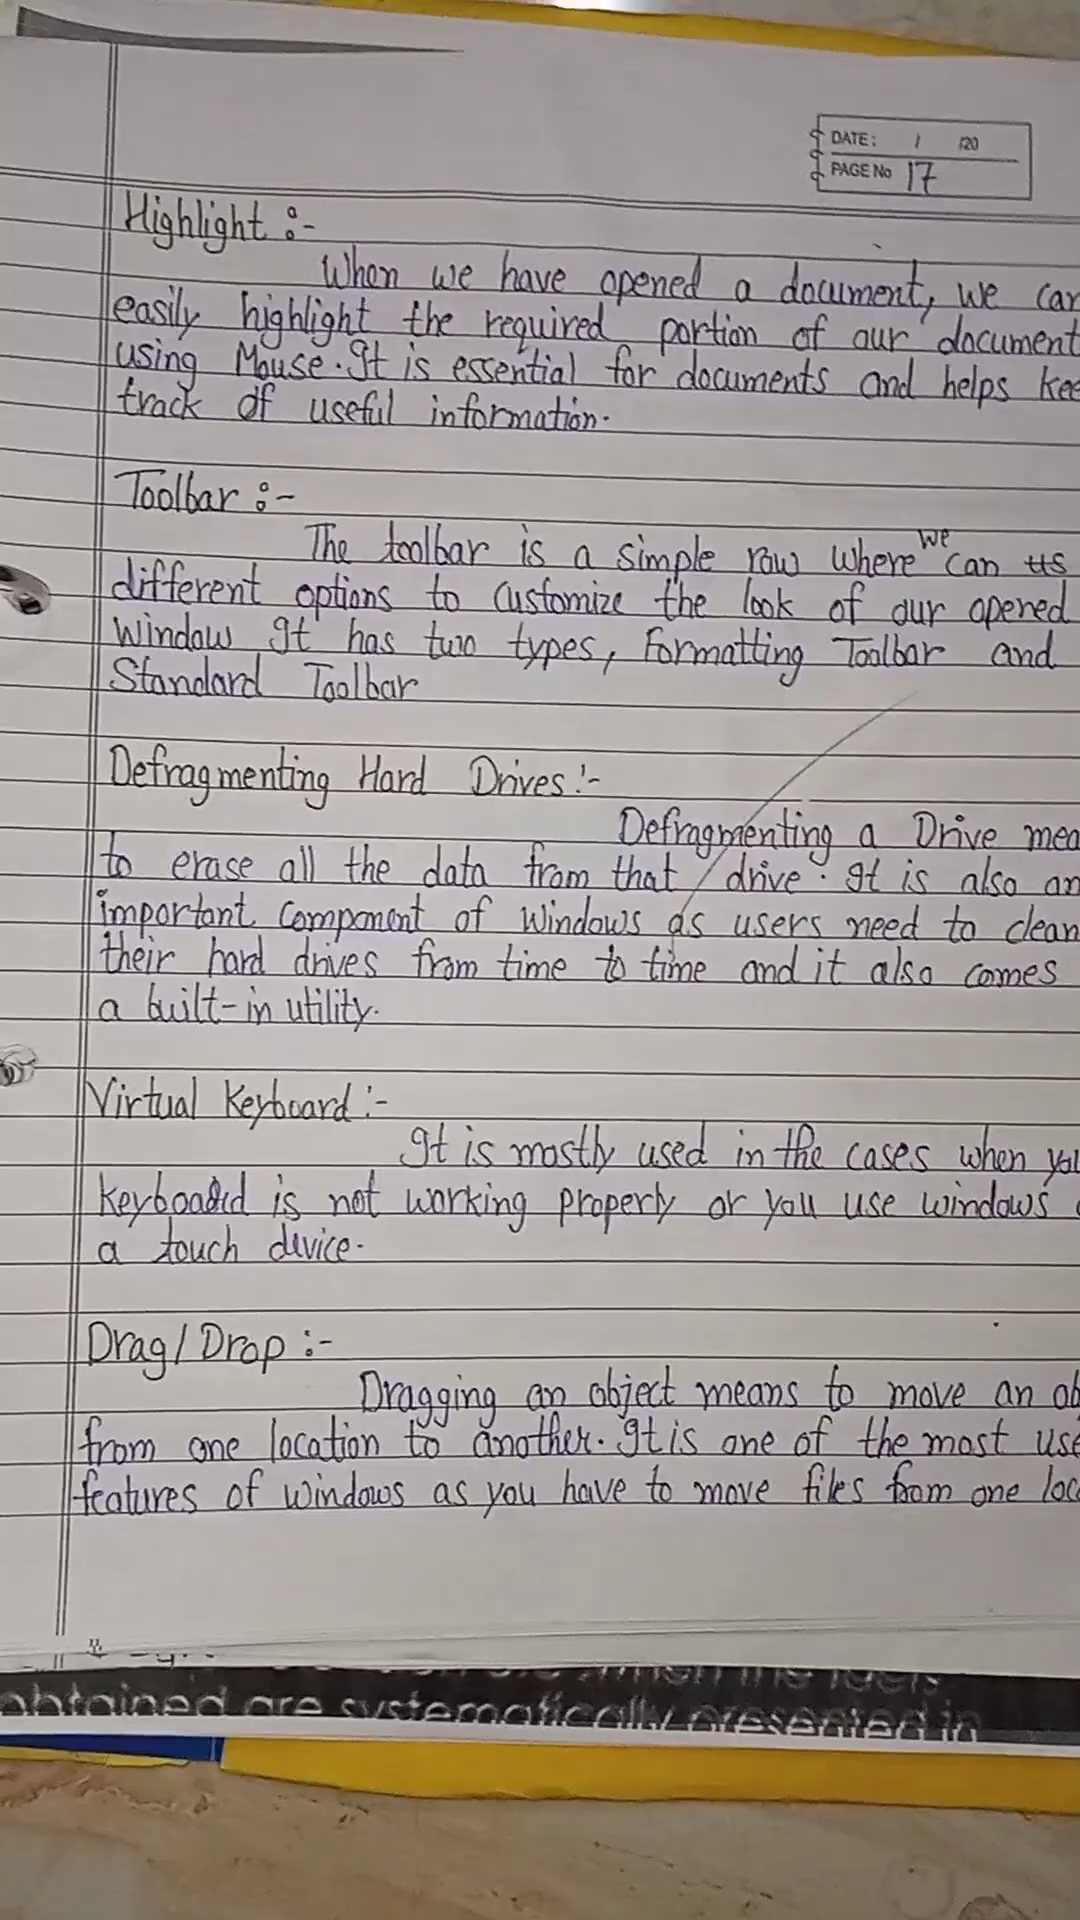 DATE: / /20
PAGE No 17
Highlight :-
When we have opened a document, we can
easily highlight the required portion of our document
using Mouse. It is essential for documents and helps kee
track of useful information.
Toolbar :-
The toolbar is a simple row where we can us
different options to customize the look of our opened
window It has two types, Formatting Toolbar and
Standard Toolbar
Defragmenting Hard Drives :-
Defragmenting a Drive mea
to erase all the data from that drive. It is also an
important component of windows as users need to clean
their hard drives from time to time and it also comes
a built-in utility.
Virtual Keyboard :-
It is mostly used in the cases when you
keyboard is not working properly or you use windows
a touch device.
Drag/Drop :-
Dragging an object means to move an ob
from one location to another. It is one of the most use
features of windows as you have to move files from one loc
obtained are systematically presented in